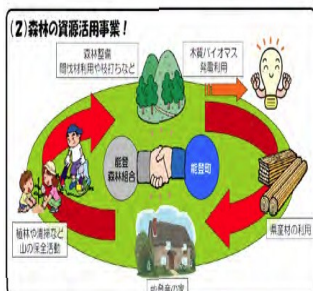 (2)森林の資源活用事業！
森林整備
間伐材利用や枝打ちなど
木質バイオマス
発電利用
能登
森林組合
能登町
植林や清掃など
山の保全活動
県産材の利用